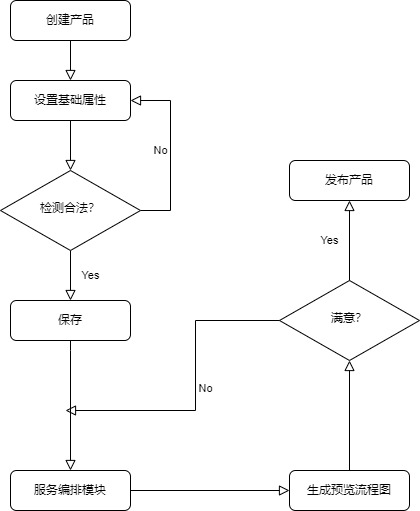 创建产品
设置基础属性
No
检测合法？
Yes
保存
服务编排模块
发布产品
Yes
满意？
No
生成预览流程图